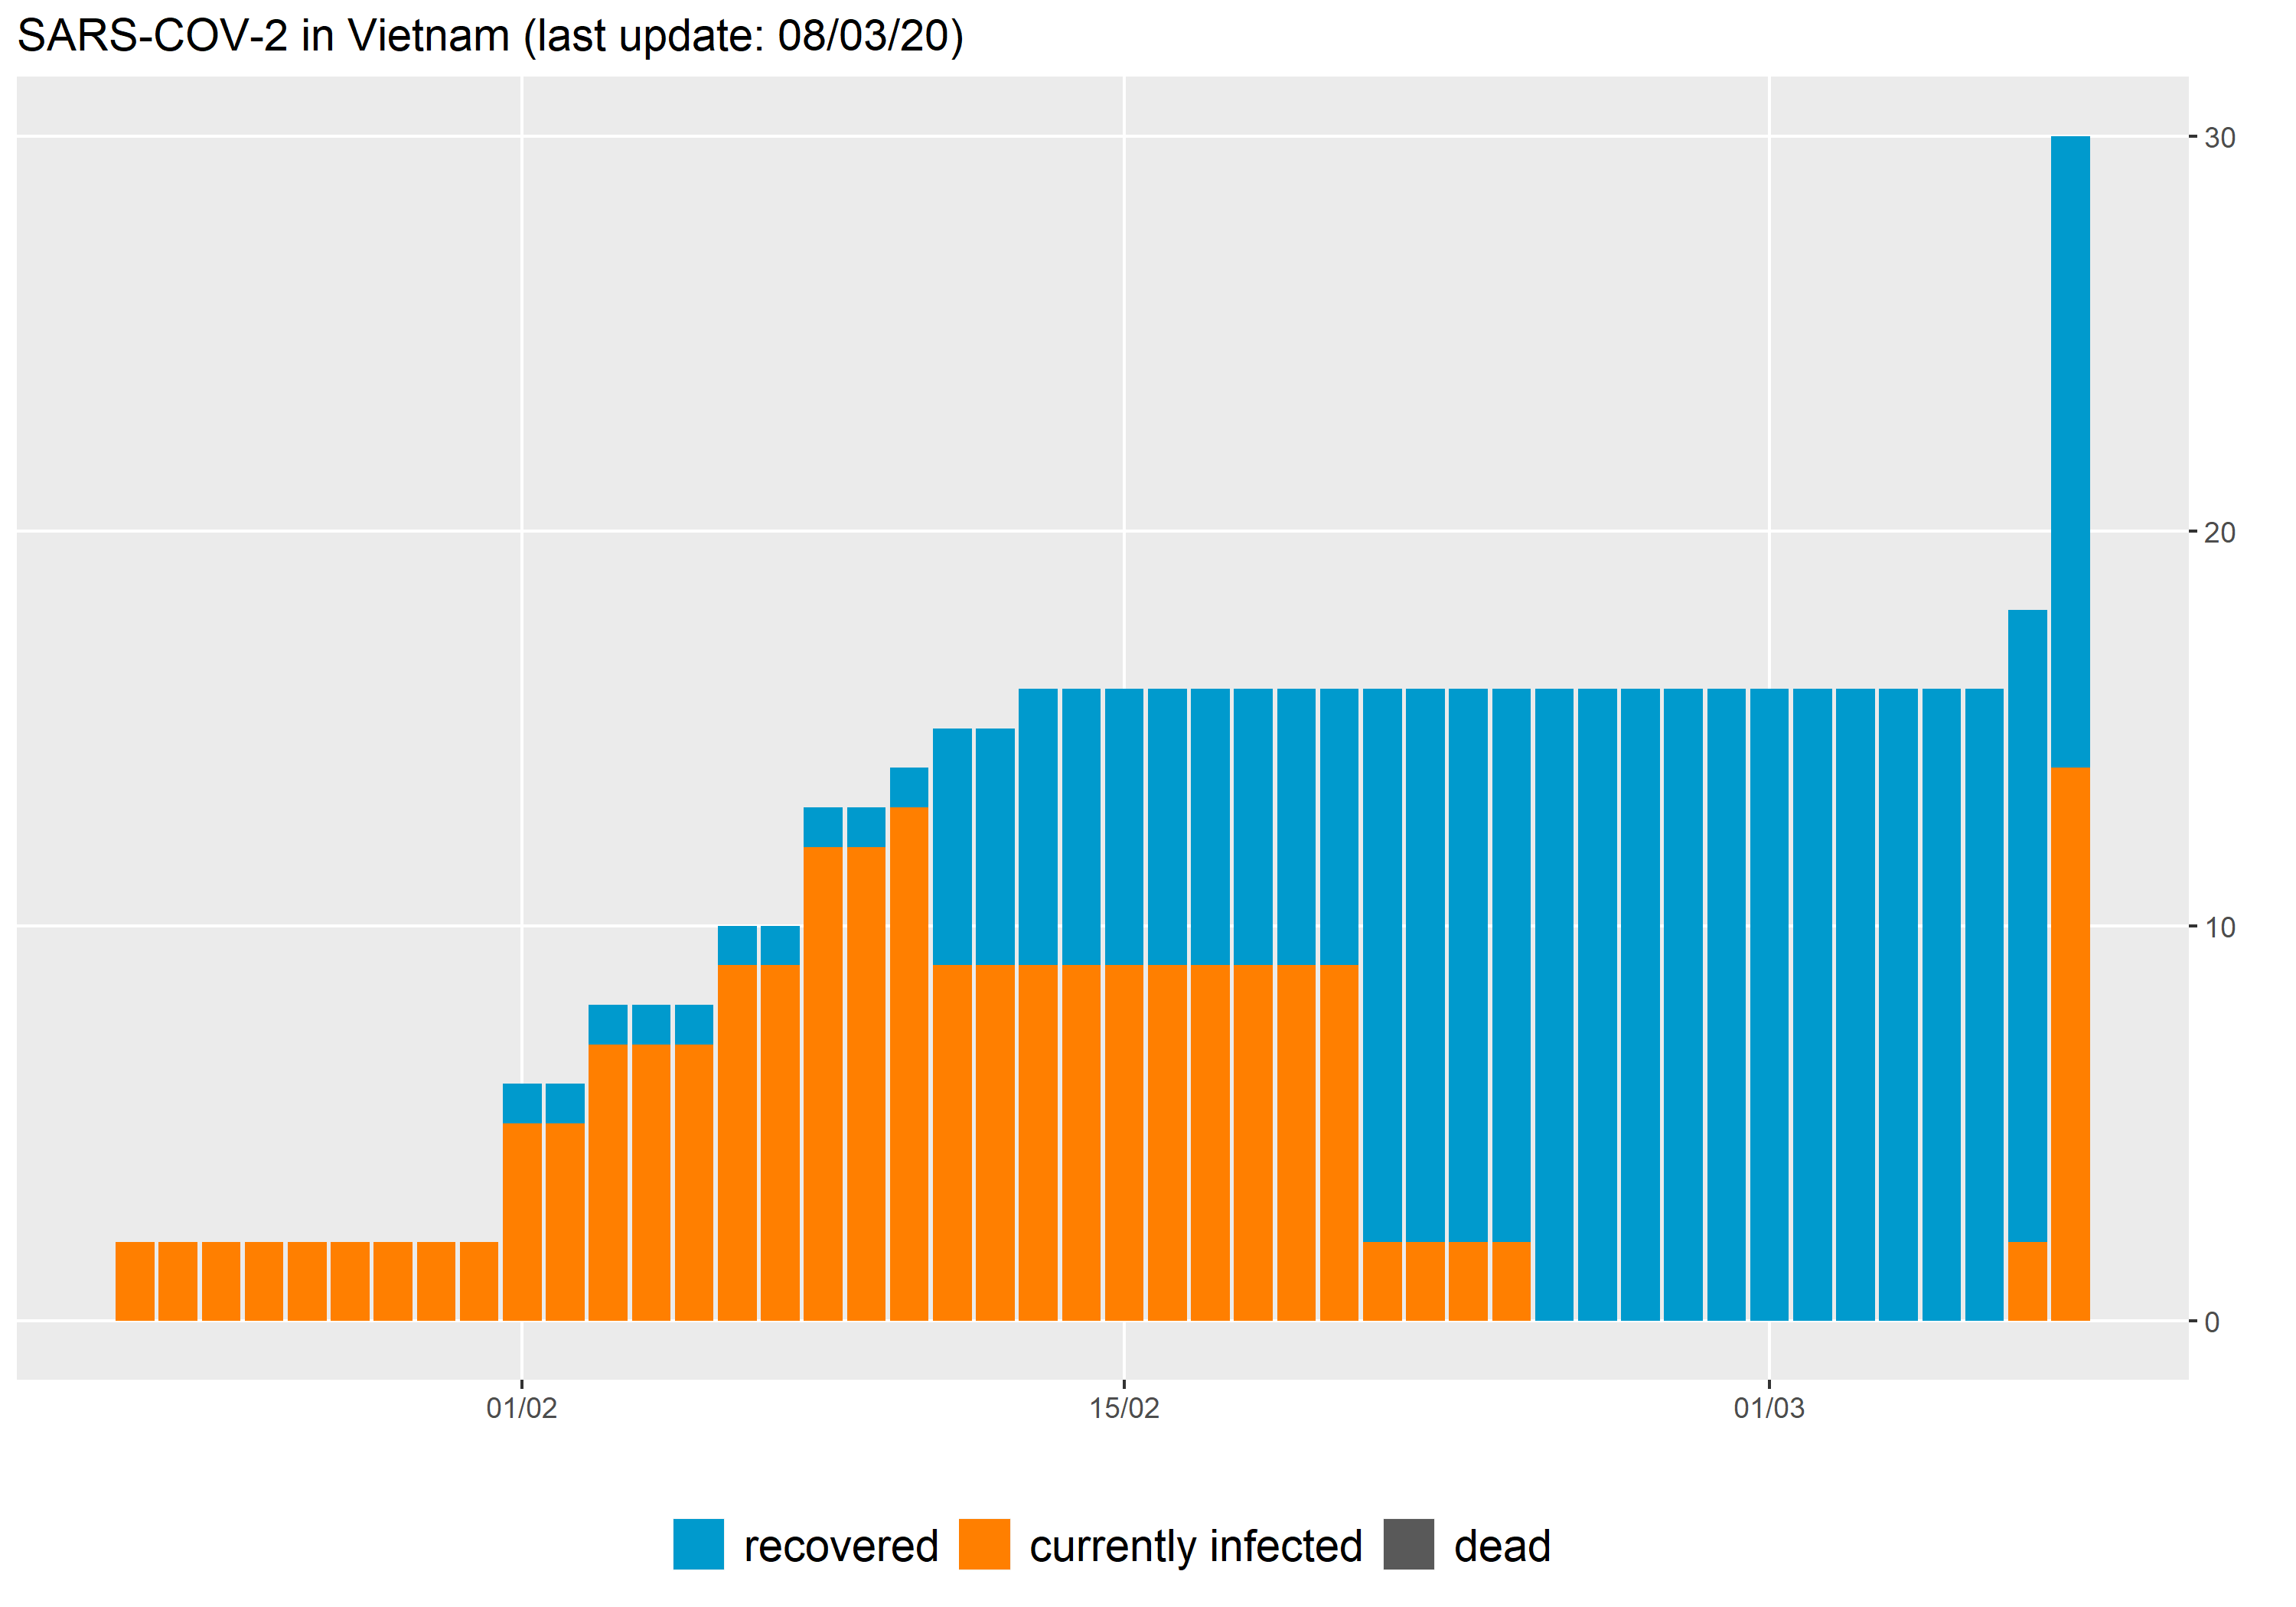 SARS-COV-2 in Vietnam (last update: 08/03/20)
30
20
10
0
01/02 15/02 01/03
recovered currently infected dead